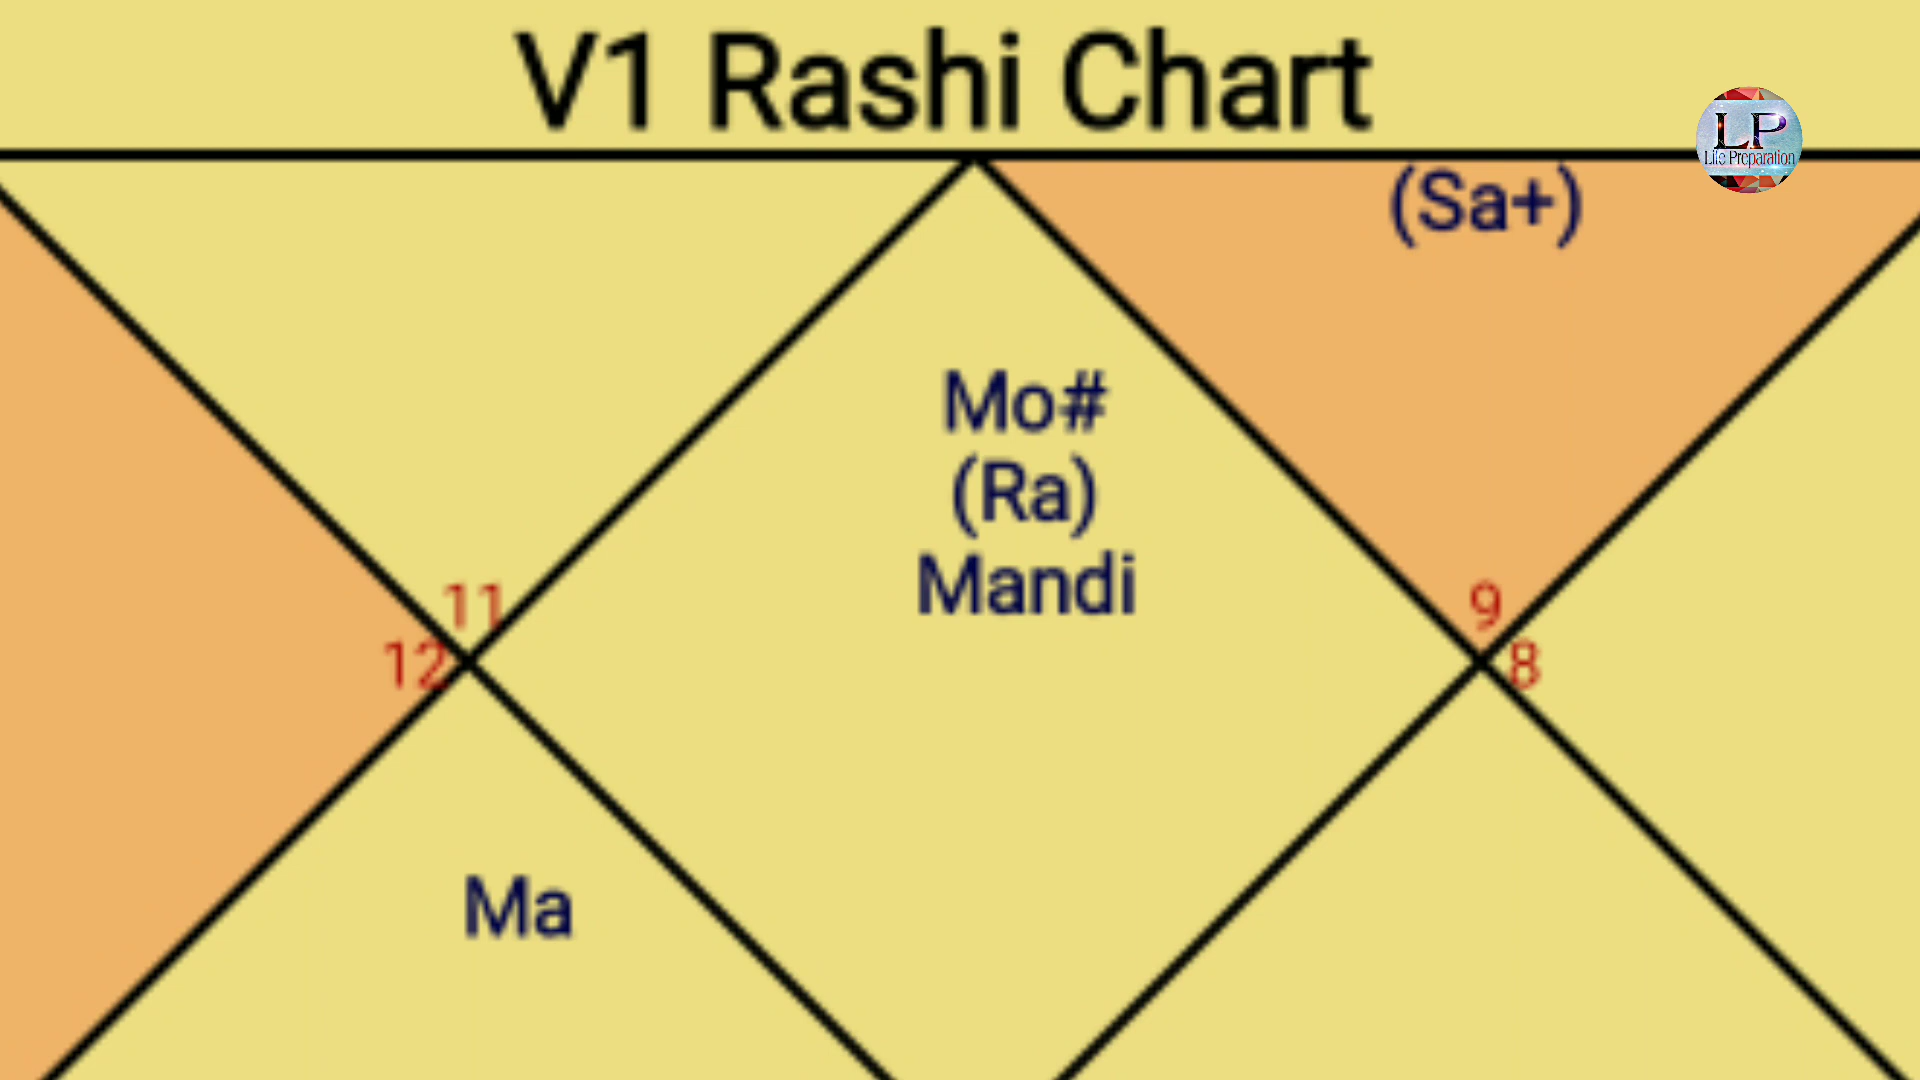 V1 Rashi Chart
LP
Life Preparation
(Sa+)
Mo#
(Ra)
Mandi
11
9
12
8
Ma